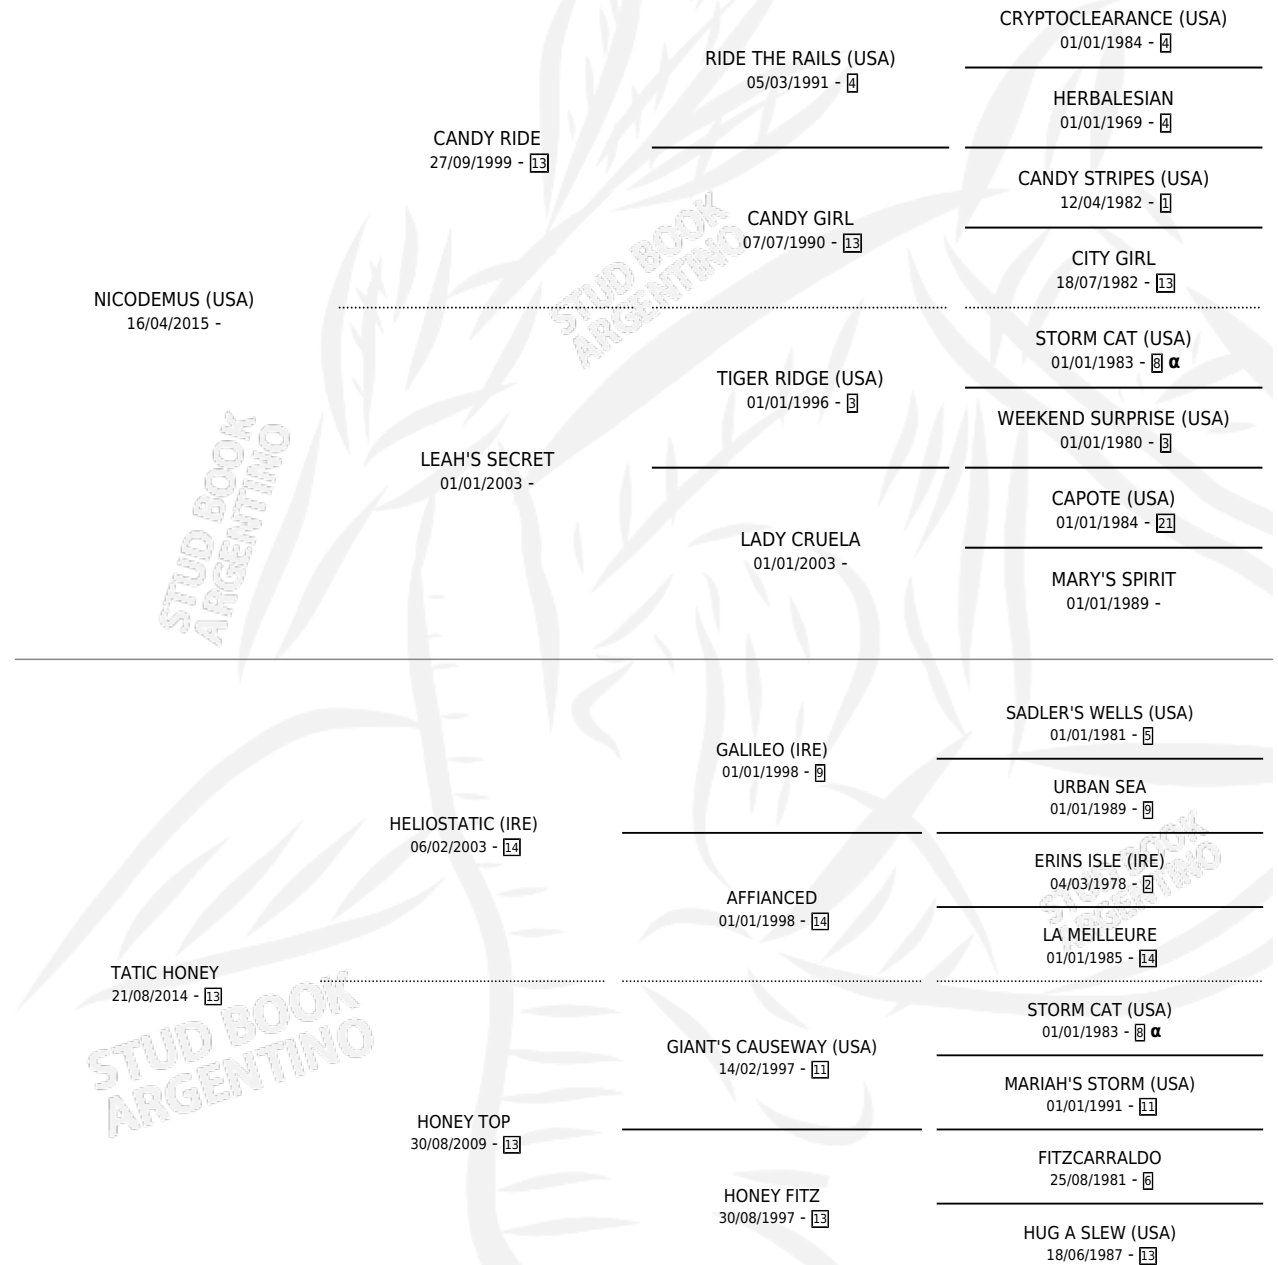 CRYPTOCLEARANCE (USA)
01/01/1984 - 4
RIDE THE RAILS (USA)
05/03/1991 - 4
HERBALESIAN
01/01/1969 - 4
CANDY RIDE
27/09/1999 - 13
CANDY STRIPES (USA)
12/04/1982 - 1
CANDY GIRL
07/07/1990 - 13
CITY GIRL
18/07/1982 - 13
NICODEMUS (USA)
16/04/2015 -
STORM CAT (USA)
01/01/1983 - 8 α
TIGER RIDGE (USA)
01/01/1996 - 3
WEEKEND SURPRISE (USA)
01/01/1980 - 3
LEAH'S SECRET
01/01/2003 -
CAPOTE (USA)
01/01/1984 - 21
LADY CRUELA
01/01/2003 -
MARY'S SPIRIT
01/01/1989 -
SADLER'S WELLS (USA)
01/01/1981 - 5
GALILEO (IRE)
01/01/1998 - 9
URBAN SEA
01/01/1989 - 9
HELIOSTATIC (IRE)
06/02/2003 - 14
ERINS ISLE (IRE)
04/03/1978 - 2
AFFIANCED
01/01/1998 - 14
LA MEILLEURE
01/01/1985 - 14
TATIC HONEY
21/08/2014 - 13
STORM CAT (USA)
01/01/1983 - 8 α
GIANT'S CAUSEWAY (USA)
14/02/1997 - 11
MARIAH'S STORM (USA)
01/01/1991 - 11
HONEY TOP
30/08/2009 - 13
FITZCARRALDO
25/08/1981 - 6
HONEY FITZ
30/08/1997 - 13
HUG A SLEW (USA)
18/06/1987 - 13
STUD BOOK
ARGENTINO
STUD BOOK
ARGENTINO
STUD BOOK
ARGENTINO
STUD BOOK
ARGENTINO